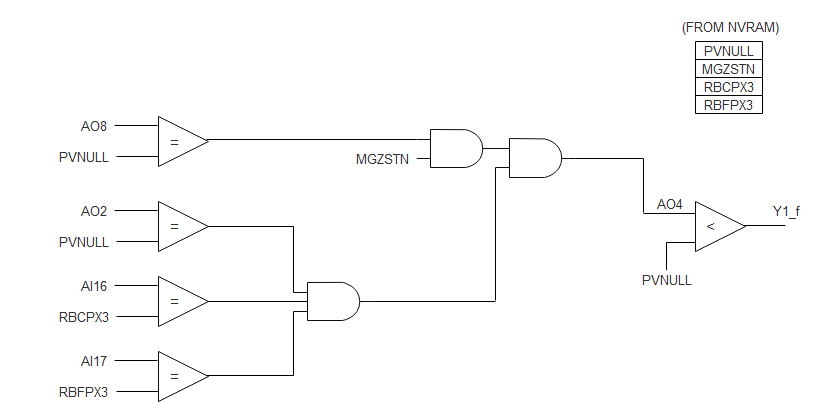 (FROM NVRAM)
PVNULL
MGZSTN
RBCPX3
RBFPX3
AO8
=
PVNULL
MGZSTN
AO2
=
PVNULL
AO4
Y1_f
<
PVNULL
AI16
=
RBCPX3
AI17
=
RBFPX3